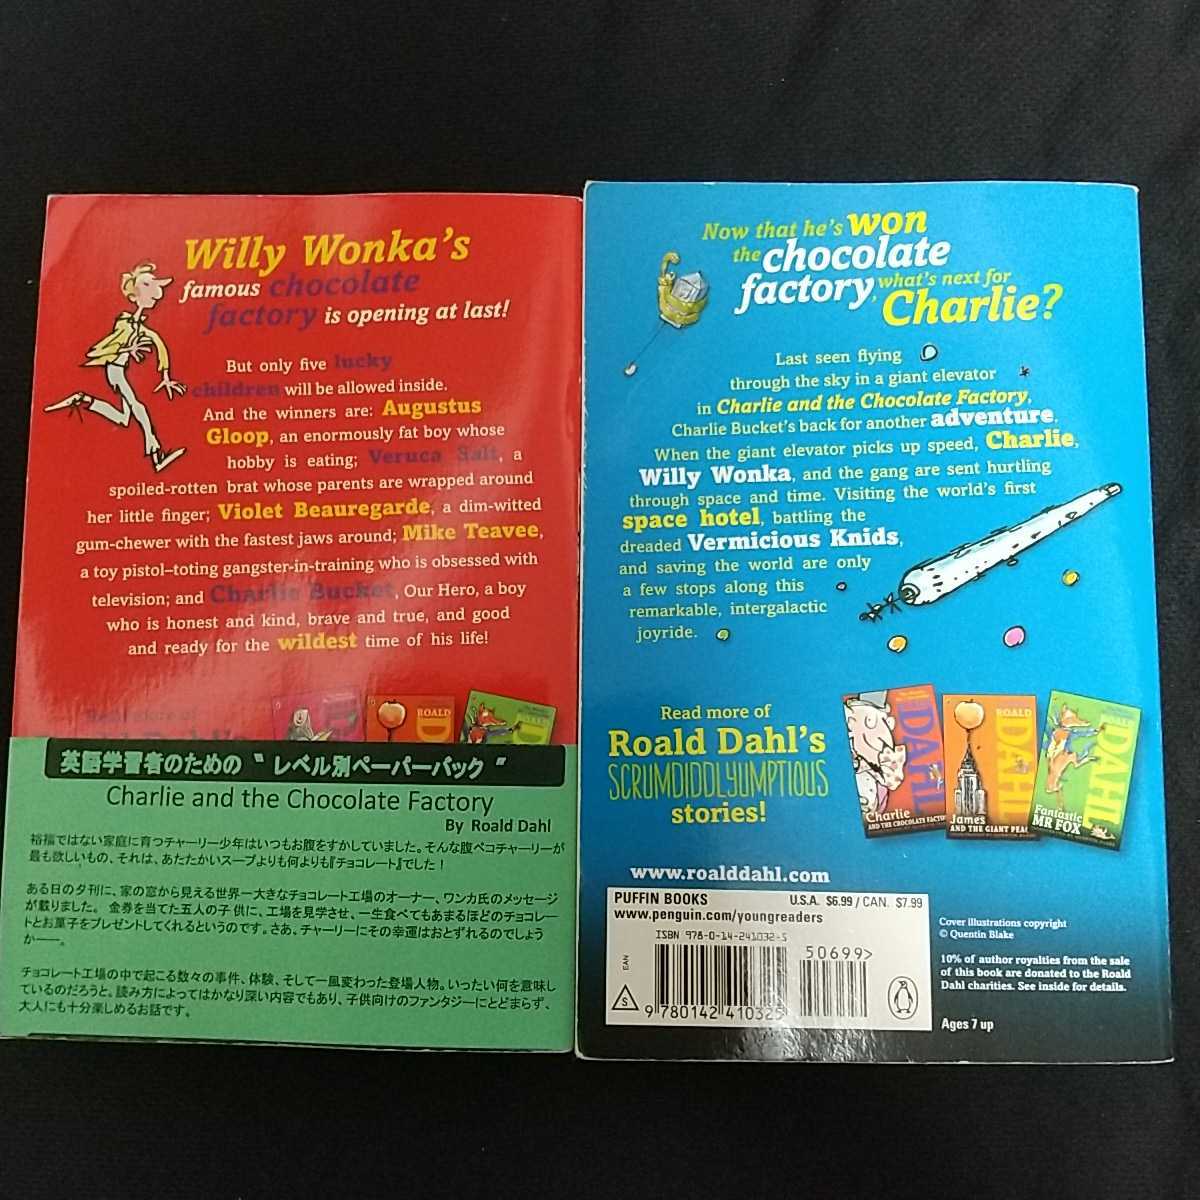 Willy Wonka's
famous chocolate
factory is opening at last!
But only five lucky
children will be allowed inside.
And the winners are: Augustus
Gloop, an enormously fat boy whose
hobby is eating; Veruca Salt, a
spoiled-rotten brat whose parents are wrapped around
her little finger; Violet Beauregarde, a dim-witted
gum-chewer with the fastest jaws around; Mike Teavee,
a toy pistol–toting gangster-in-training who is obsessed with
television; and Charlie Bucket, Our Hero, a boy
who is honest and kind, brave and true, and good
and ready for the wildest time of his life!
Read more of
ROALD
英語学習者のための〝レベル別ペーパーバック〞
Charlie and the Chocolate Factory
By Roald Dahl
裕福ではない家庭に育つチャーリー少年はいつもお腹をすかしていました。そんな腹ペコチャーリーが
最も欲しいもの、それは、あたたかいスープよりも何よりも『チョコレート』でした！
ある日の夕刊に、家の窓から見える世界一大きなチョコレート工場のオーナー、ワンカ氏のメッセージ
が載りました。 金券を当てた五人の子供に、工場を見学させ、一生食べてもあまるほどのチョコレー
トとお菓子をプレゼントしてくれるというのです。さあ、チャーリーにその幸運はおとずれるのでしょう
か――。
チョコレート工場の中で起こる数々の事件、体験、そして一風変わった登場人物。いったい何を意味し
ているのだろうと。読み方によってはかなり深い内容でもあり、子供向けのファンタジーにとどまらず、
大人にも十分楽しめるお話です。
Now that he's won
the chocolate
factory, what's next for
Charlie?
Last seen flying
through the sky in a giant elevator
in Charlie and the Chocolate Factory,
Charlie Bucket's back for another adventure.
When the giant elevator picks up speed, Charlie,
Willy Wonka, and the gang are sent hurtling
through space and time. Visiting the world's first
space hotel, battling the
dreaded Vermicious Knids,
and saving the world are only
a few stops along this
remarkable, intergalactic
joyride.
Read more of
Roald Dahl's
SCRUMDIDDLYUMPTIOUS
stories!
DAHL
Charlie
AND THE CHOCOLATE FACTORY
ROALD
DAHL
James
AND THE GIANT PEACH
DAHL
Fantastic
MR FOX
www.roalddahl.com
PUFFIN BOOKS
U.S.A. $6.99 / CAN. $7.99
www.penguin.com/youngreaders
ISBN 978-0-14-241032-5
50699>
EAN
S
9 780142 410325
Cover illustrations copyright
© Quentin Blake
10% of author royalties from the sale
of this book are donated to the Roald
Dahl charities. See inside for details.
Ages 7 up